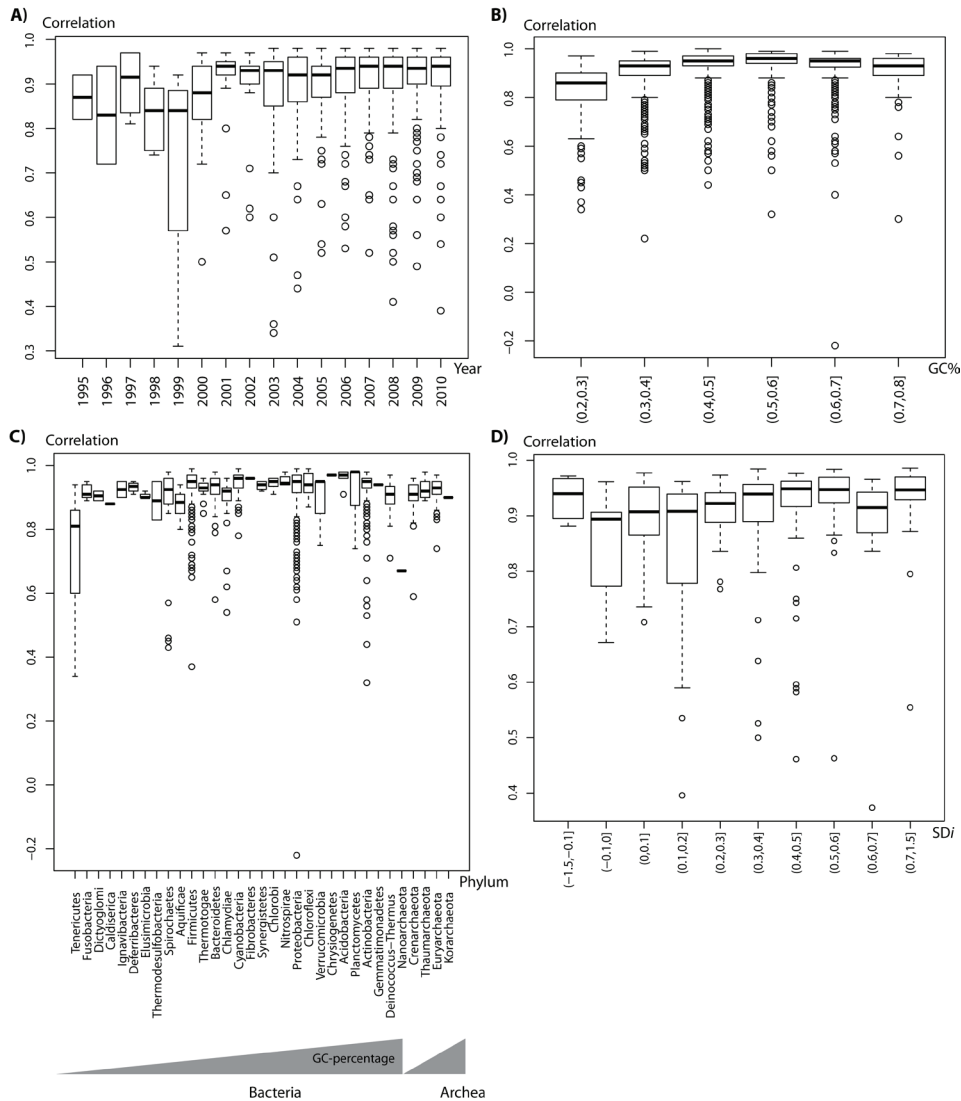 A)
Correlation
1.0
0.9
0.8
0.7
0.6
0.5
0.4
0.3
1995
1996
1997
1998
1999
2000
2001
2002
2003
2004
2005
2006
2007
2008
2009
2010
Year
B)
Correlation
1.0
0.8
0.6
0.4
0.2
0.0
−0.2
(0.2,0.3]
(0.3,0.4]
(0.4,0.5]
(0.5,0.6]
(0.6,0.7]
(0.7,0.8]
GC%
C)
Correlation
1.0
0.8
0.6
0.4
0.2
0.0
−0.2
Phylum
Tenericutes
Fusobacteria
Dictyoglomi
Caldiserica
Ignavibacteria
Deferribacteres
Elusimicrobia
Thermodesulfobacteria
Spirochaetes
Aquificae
Firmicutes
Thermotogae
Bacteroidetes
Chlamydiae
Cyanobacteria
Fibrobacteres
Synergistetes
Chlorobi
Nitrospirae
Proteobacteria
Chloroflexi
Verrucomicrobia
Chrysiogenetes
Acidobacteria
Planctomycetes
Actinobacteria
Gemmatimonadetes
Deinococcus−Thermus
Nanoarchaeota
Crenarchaeota
Thaumarchaeota
Euryarchaeota
Korarchaeota
GC-percentage
Bacteria
Archea
D)
Correlation
1.0
0.9
0.8
0.7
0.6
0.5
0.4
(−1.5,−0.1]
(−0.1,0]
(0,0.1]
(0.1,0.2]
(0.2,0.3]
(0.3,0.4]
(0.4,0.5]
(0.5,0.6]
(0.6,0.7]
(0.7,1.5]
SDi